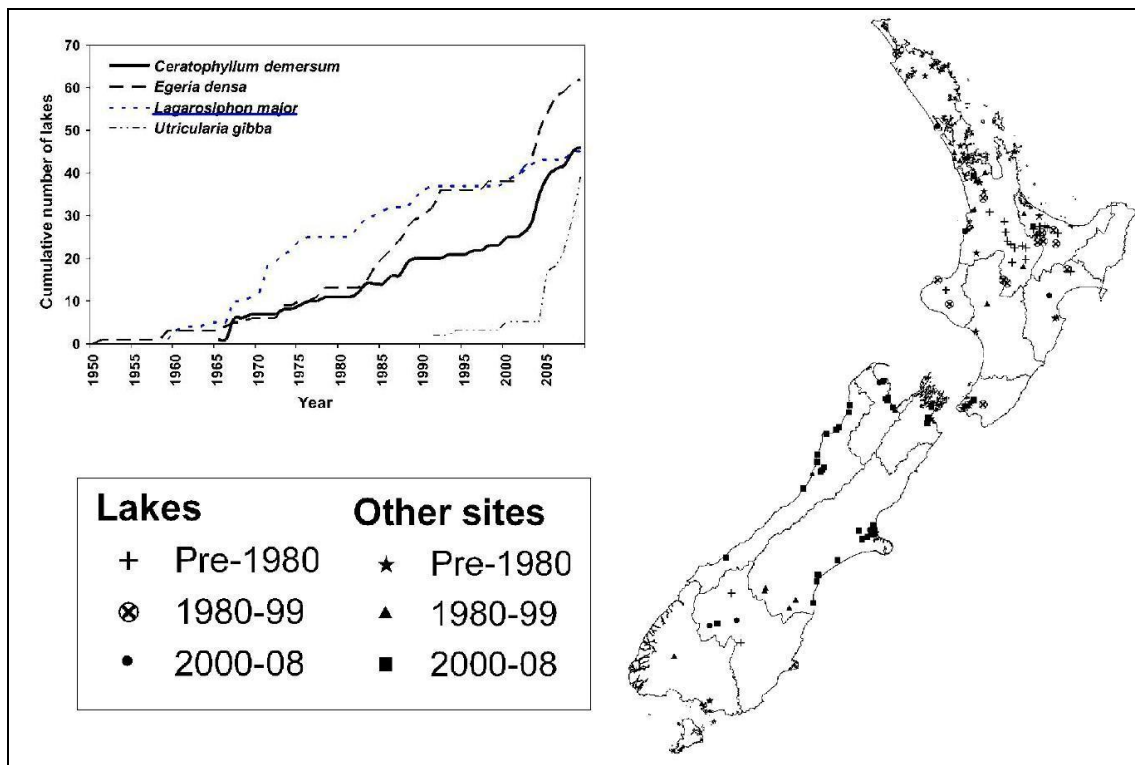 70
60
50
40
30
20
10
0
Cumulative number of lakes
Ceratophyllum demersum
Egeria densa
Lagarosiphon major
Utricularia gibba
1950
1955
1960
1965
1970
1975
1980
1985
1990
1995
2000
2005
Year
Lakes Other sites
Pre-1980 Pre-1980
1980-99 1980-99
2000-08 2000-08